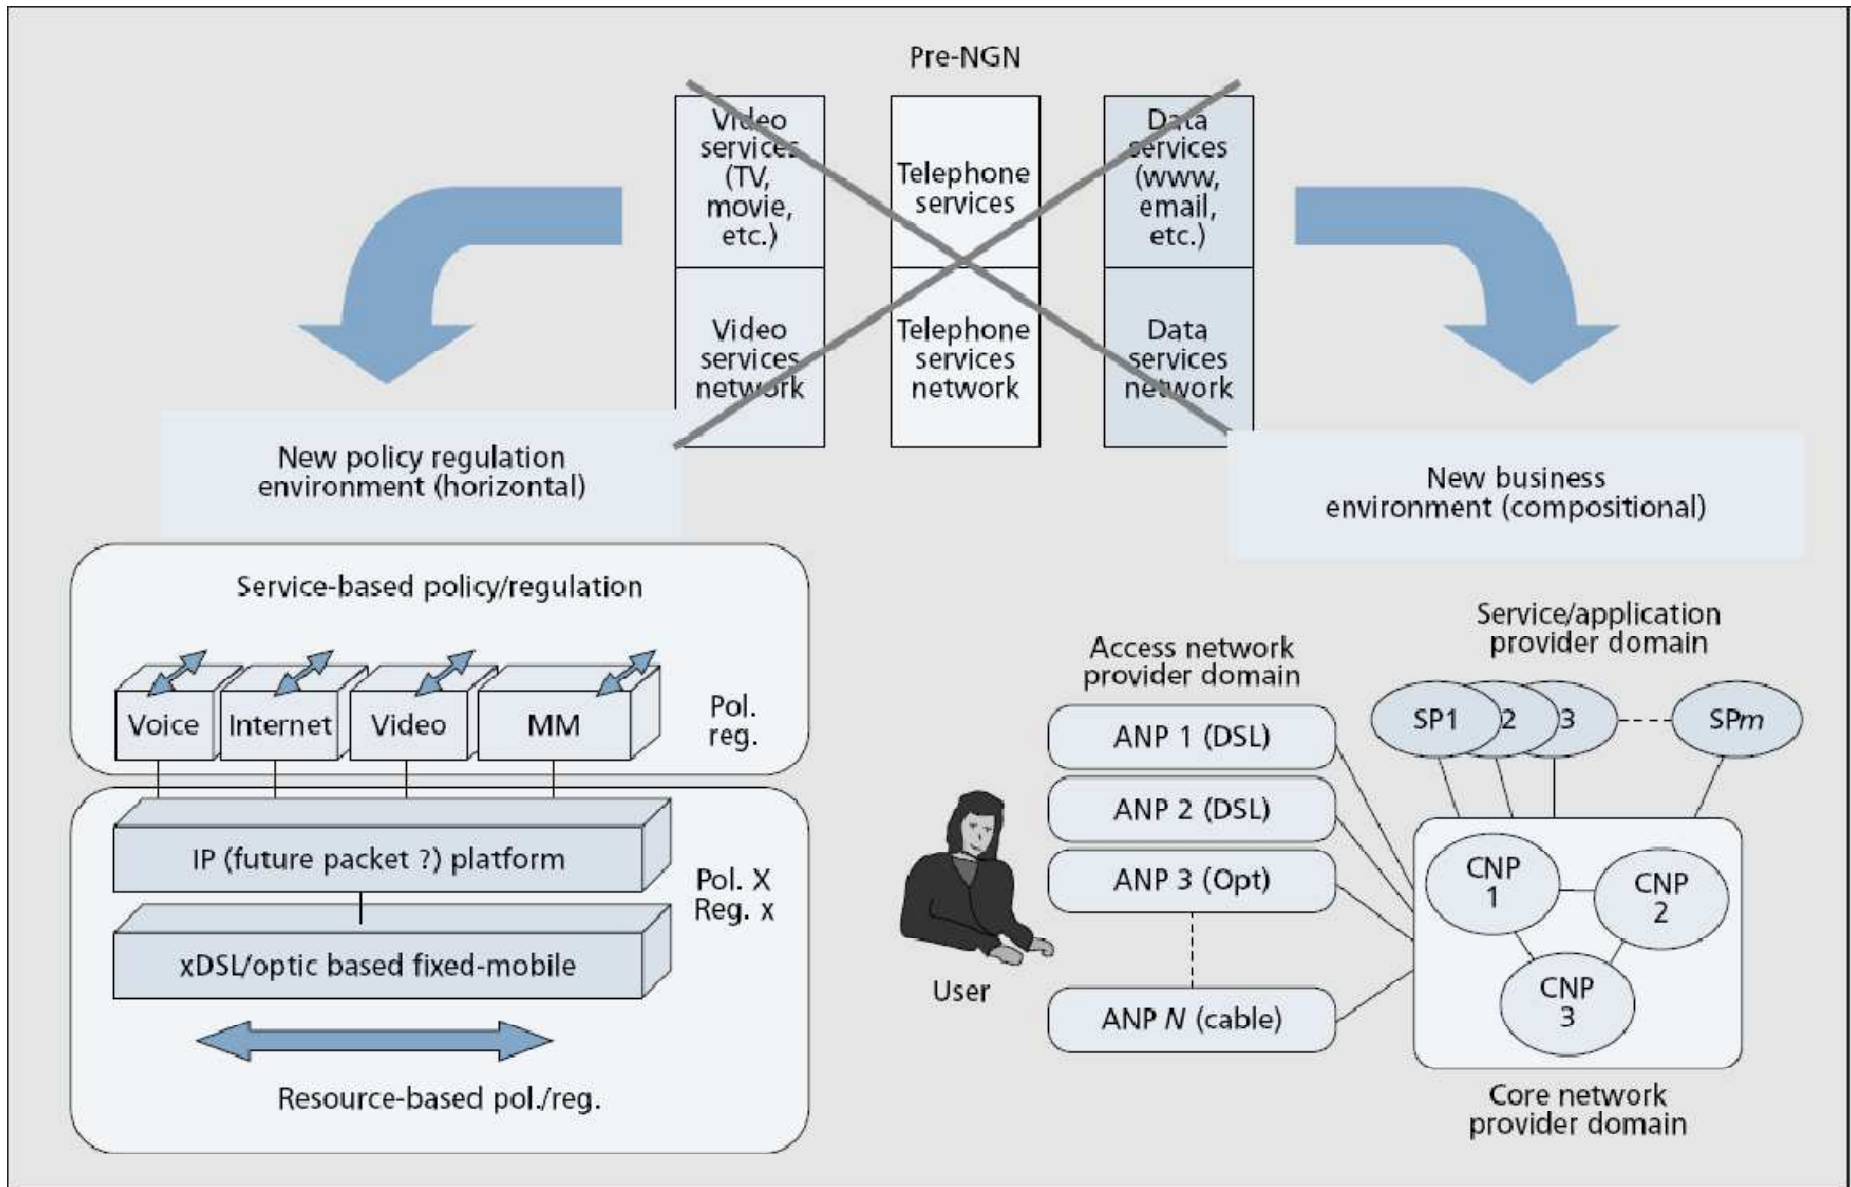 Pre-NGN
Video
services
(TV,
movie,
etc.)
Telephone
services
Data
services
(www,
email,
etc.)
Video
services
network
Telephone
services
network
Data
services
network
New policy regulation
environment (horizontal)
New business
environment (compositional)
Service-based policy/regulation
Voice
Internet
Video
MM
Pol.
reg.
IP (future packet ?) platform
Pol. X
Reg. x
xDSL/optic based fixed-mobile
Resource-based pol./reg.
User
Access network
provider domain
ANP 1 (DSL)
ANP 2 (DSL)
ANP 3 (Opt)
ANP N (cable)
Service/application
provider domain
SP1
2
3
SPm
CNP
1
CNP
2
CNP
3
Core network
provider domain